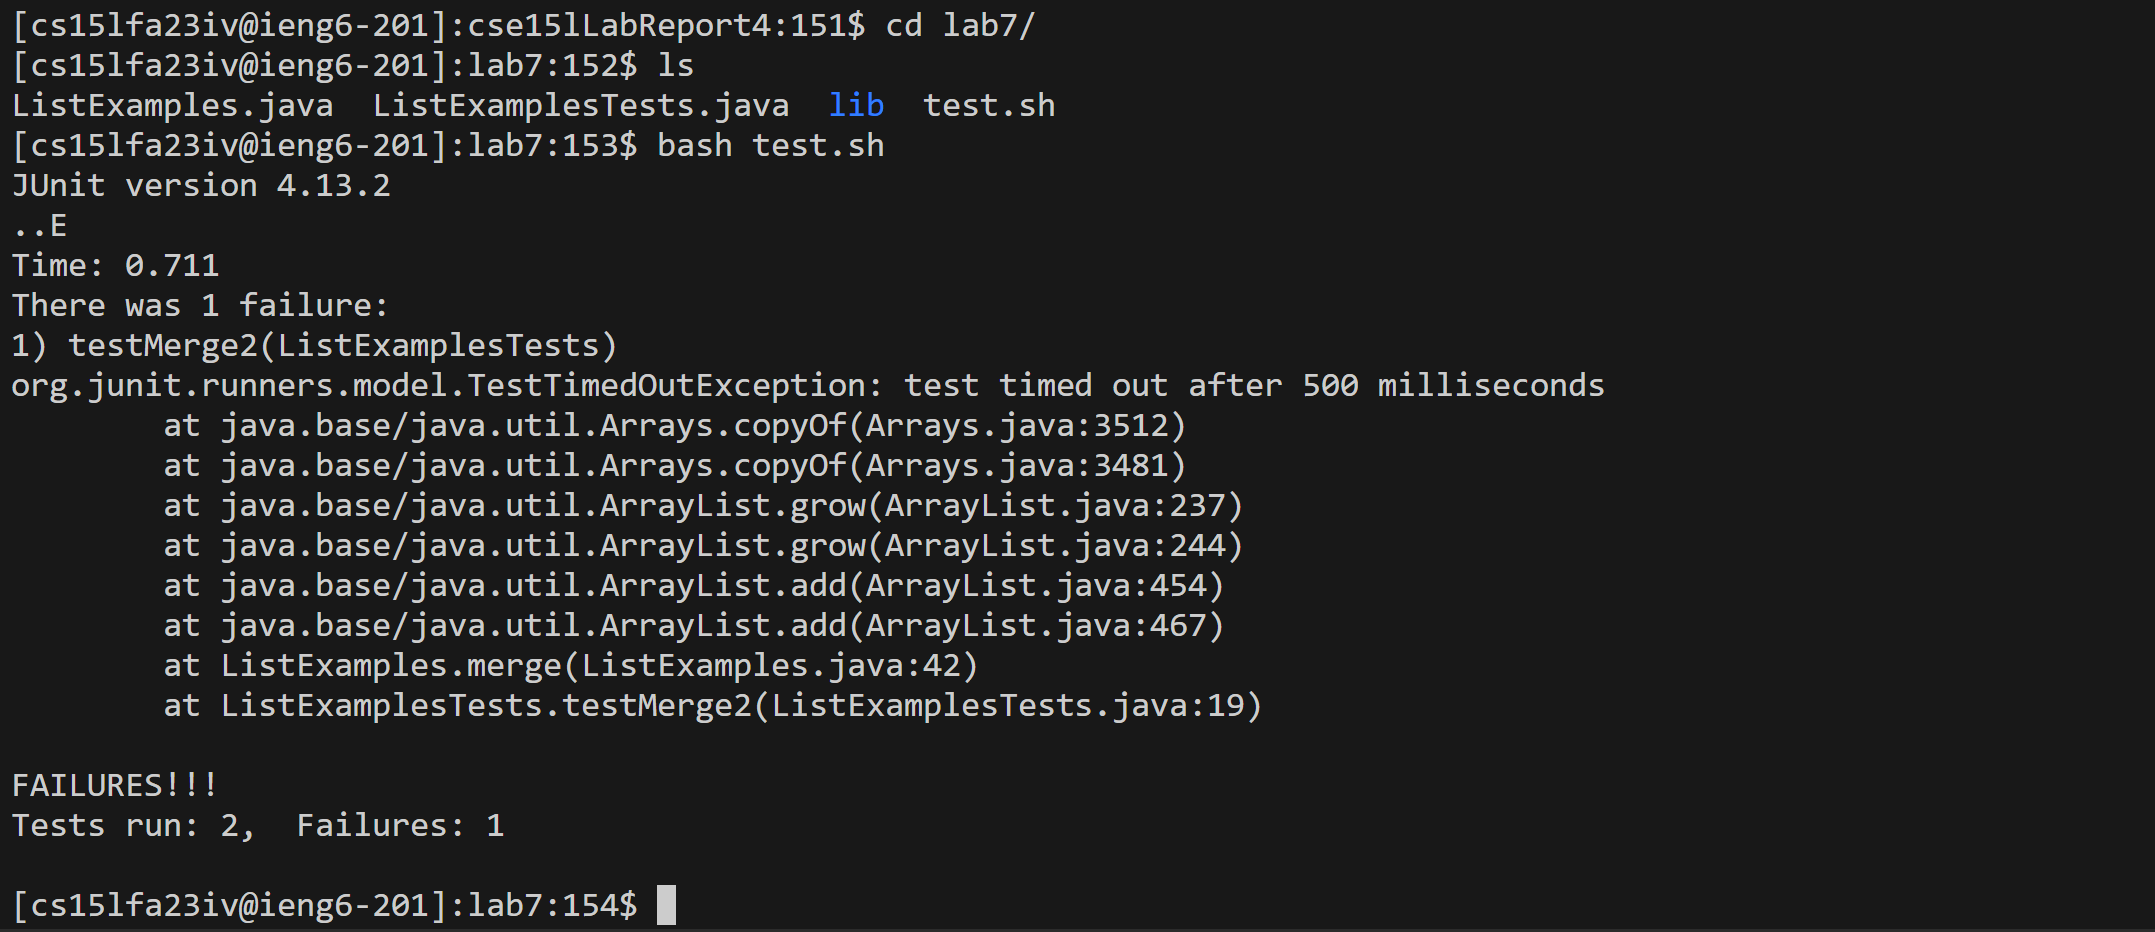 [cs15lfa23iv@ieng6-201]:cse15lLabReport4:151$ cd lab7/
[cs15lfa23iv@ieng6-201]:lab7:152$ ls
ListExamples.java  ListExamplesTests.java  lib  test.sh
[cs15lfa23iv@ieng6-201]:lab7:153$ bash test.sh
JUnit version 4.13.2
..E
Time: 0.711
There was 1 failure:
1) testMerge2(ListExamplesTests)
org.junit.runners.model.TestTimedOutException: test timed out after 500 milliseconds
        at java.base/java.util.Arrays.copyOf(Arrays.java:3512)
        at java.base/java.util.Arrays.copyOf(Arrays.java:3481)
        at java.base/java.util.ArrayList.grow(ArrayList.java:237)
        at java.base/java.util.ArrayList.grow(ArrayList.java:244)
        at java.base/java.util.ArrayList.add(ArrayList.java:454)
        at java.base/java.util.ArrayList.add(ArrayList.java:467)
        at ListExamples.merge(ListExamples.java:42)
        at ListExamplesTests.testMerge2(ListExamplesTests.java:19)

FAILURES!!!
Tests run: 2,  Failures: 1

[cs15lfa23iv@ieng6-201]:lab7:154$